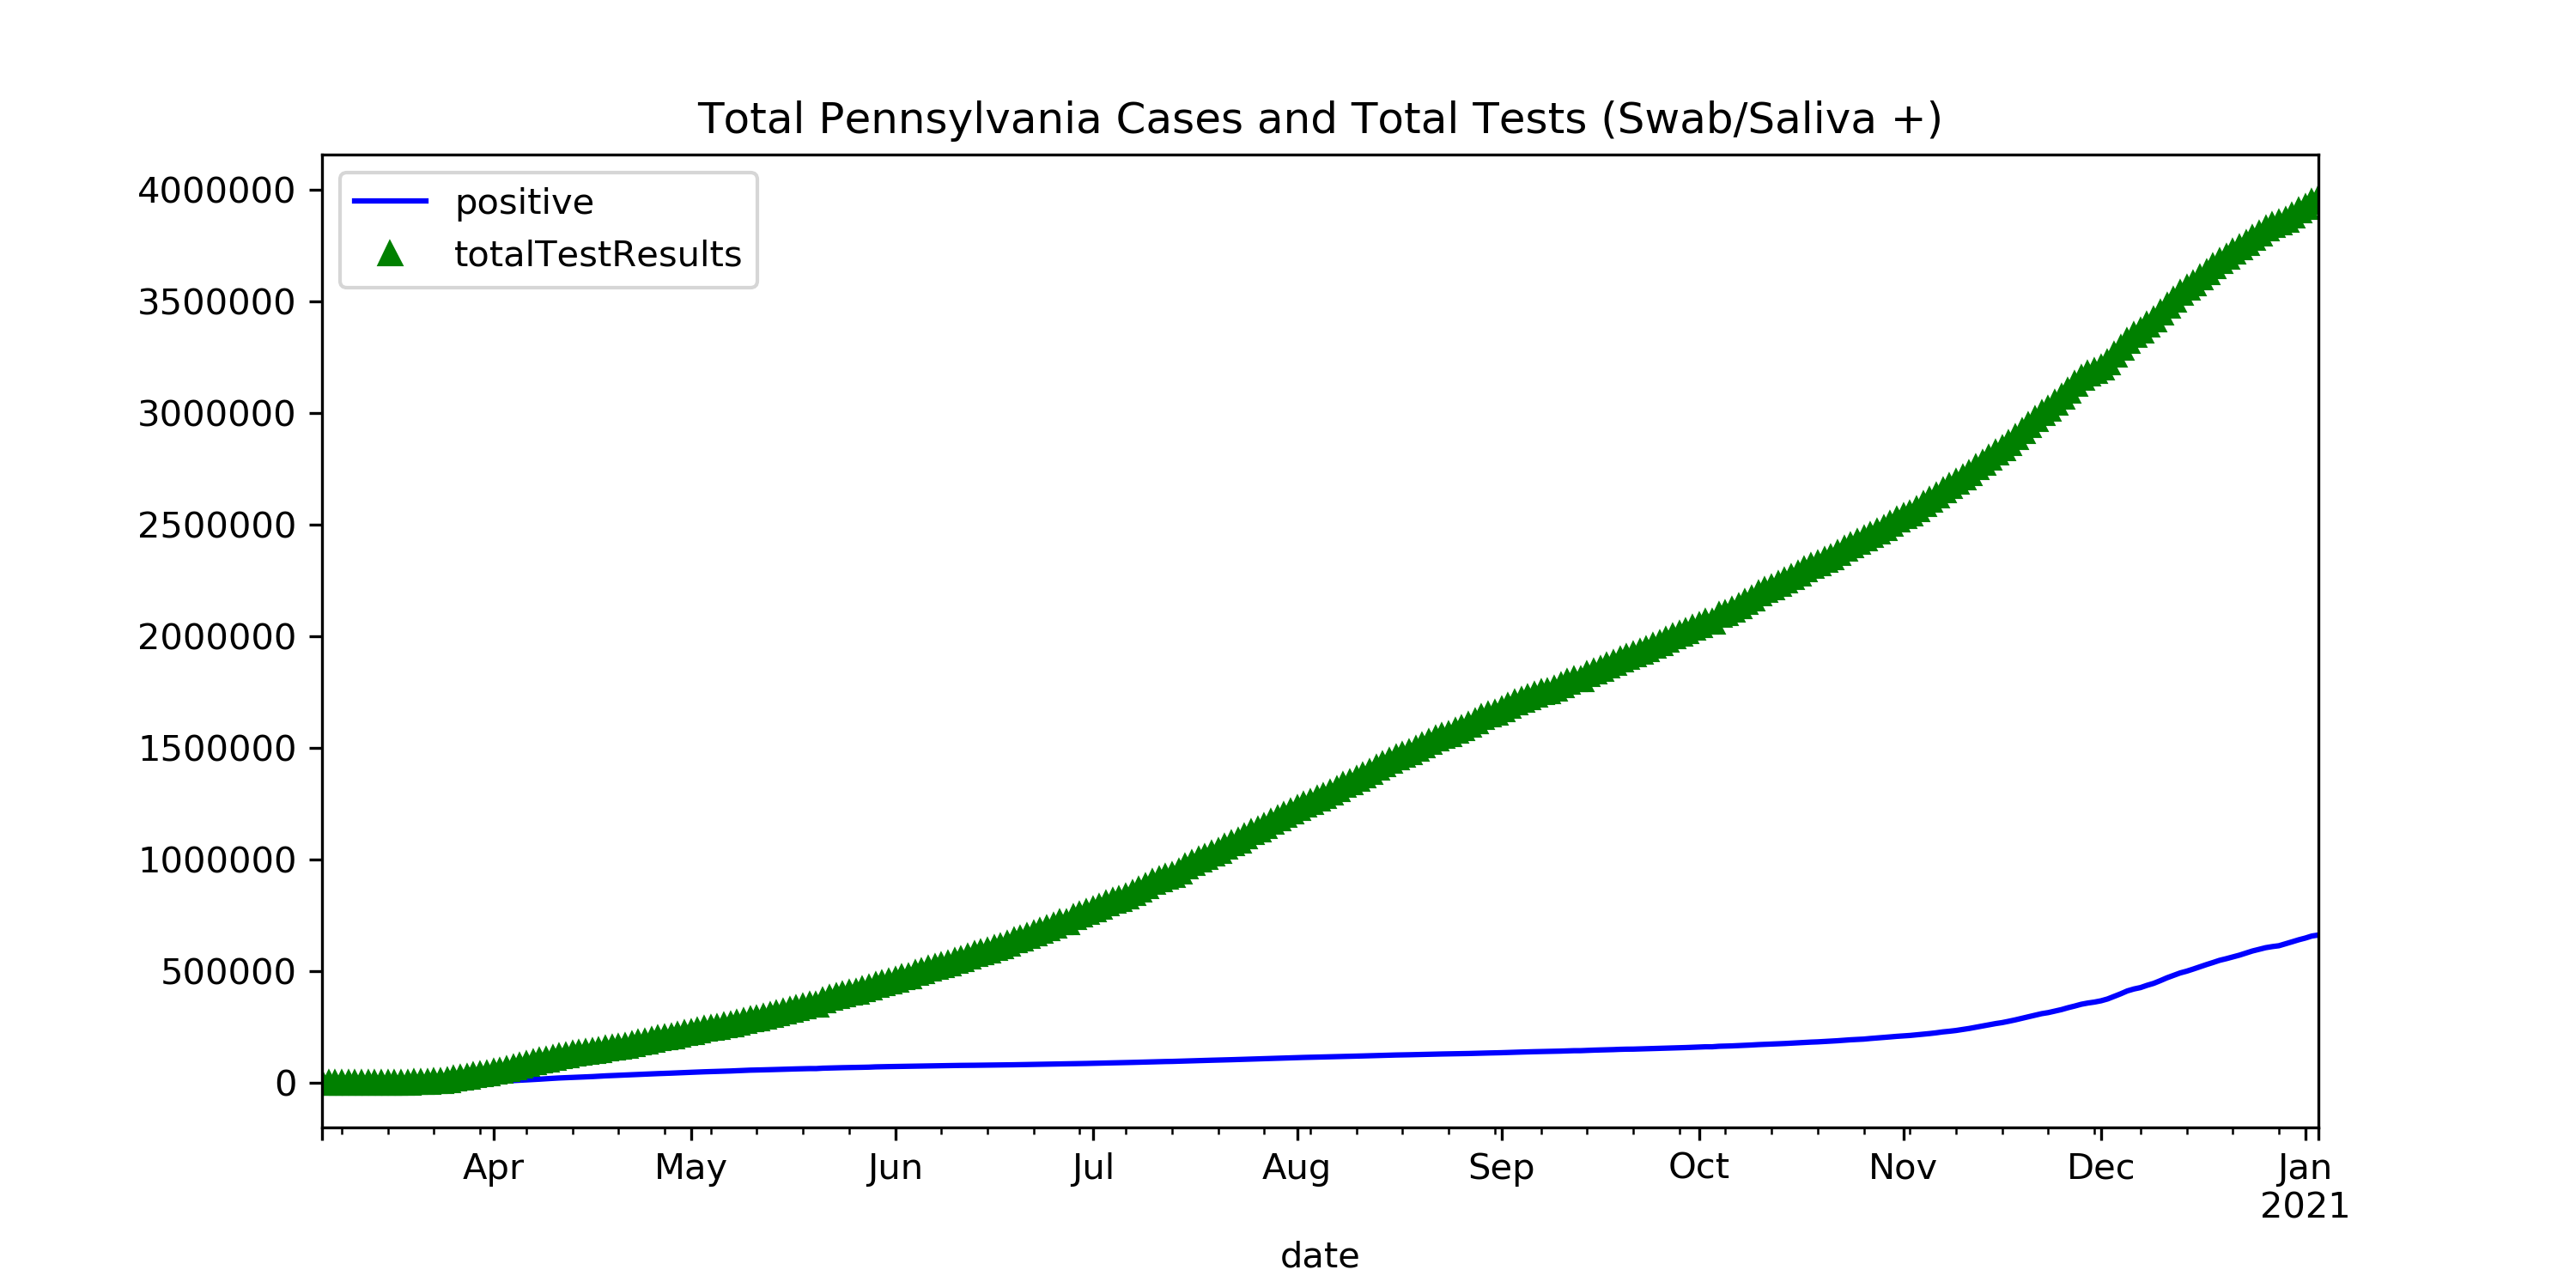 Total Pennsylvania Cases and Total Tests (Swab/Saliva +)
positive
totalTestResults
4000000
3500000
3000000
2500000
2000000
1500000
1000000
500000
0
Apr May Jun Jul Aug Sep Oct Nov Dec Jan
2021
date